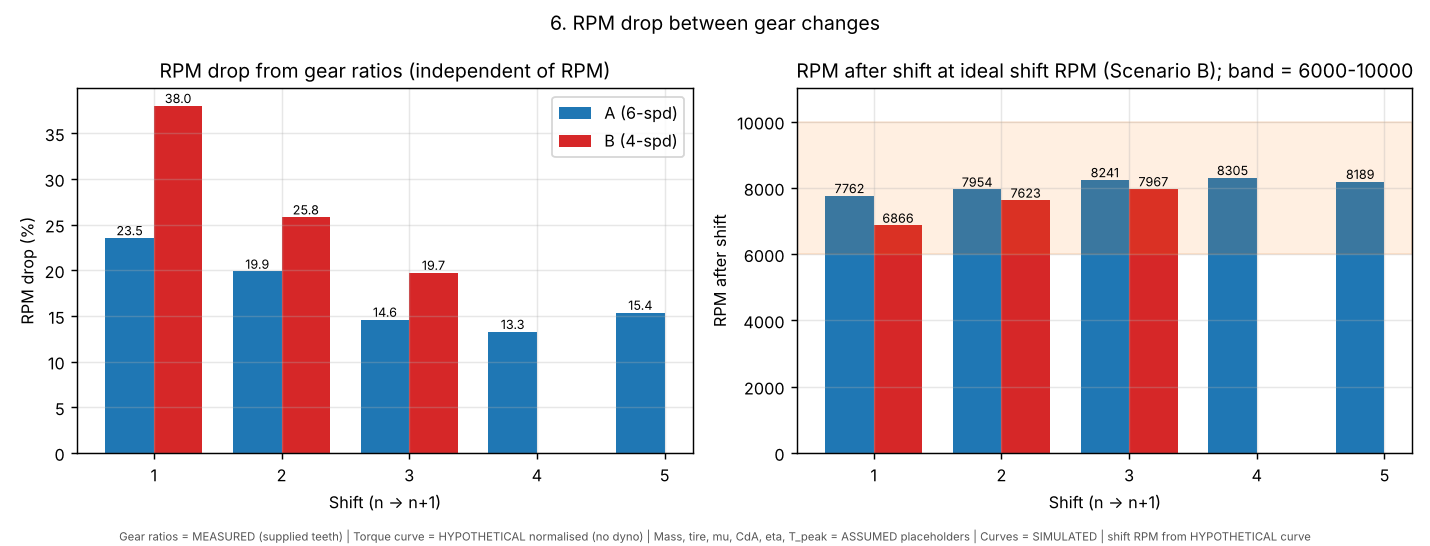 6. RPM drop between gear changes
RPM drop from gear ratios (independent of RPM)
RPM drop (%)
35
30
25
20
15
10
5
0
38.0
23.5
25.8
19.9
19.7
14.6
13.3
15.4
A (6-spd)
B (4-spd)
1 2 3 4 5
Shift (n → n+1)
RPM after shift at ideal shift RPM (Scenario B); band = 6000-10000
RPM after shift
10000
8000
6000
4000
2000
0
7762
6866
7954
7623
8241
7967
8305
8189
1 2 3 4 5
Shift (n → n+1)
Gear ratios = MEASURED (supplied teeth) | Torque curve = HYPOTHETICAL normalised (no dyno) | Mass, tire, mu, CdA, eta, T_peak = ASSUMED placeholders | Curves = SIMULATED | shift RPM from HYPOTHETICAL curve